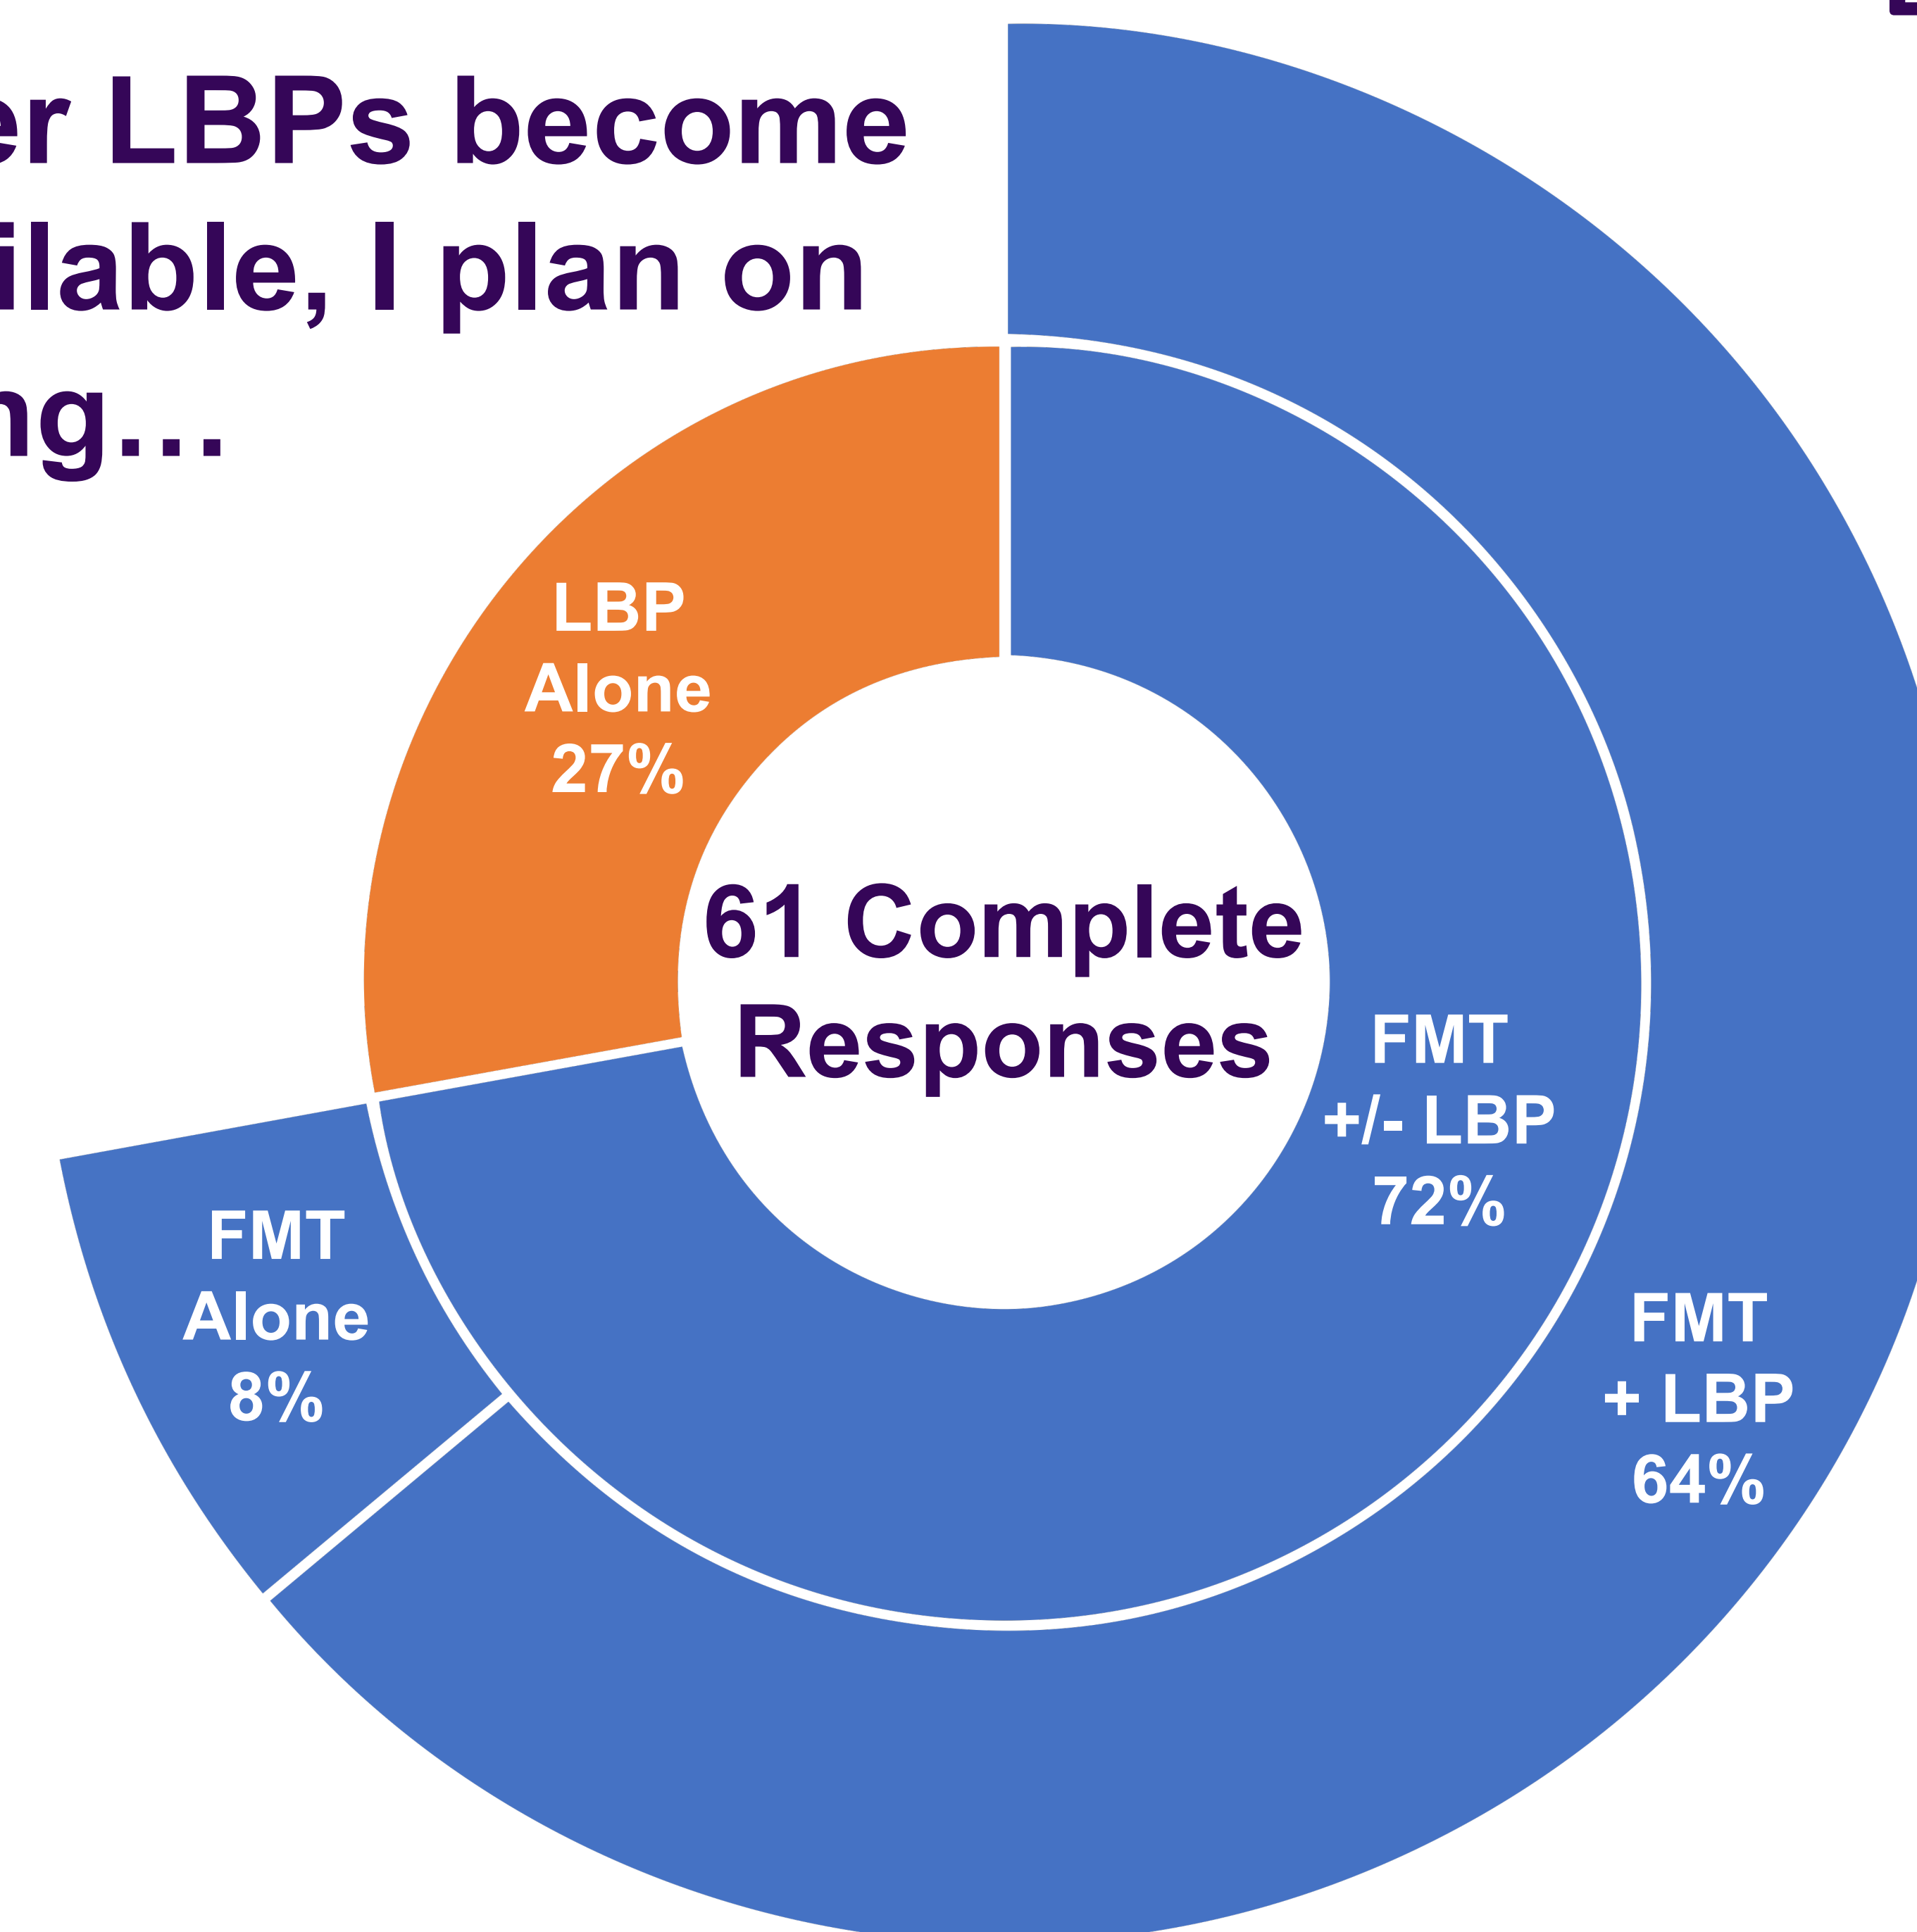 er LBPs become
ilable, I plan on
ng...
LBP
Alone
27%
61 Complete
Responses
FMT
+/- LBP
72%
FMT
Alone
8%
FMT
+ LBP
64%